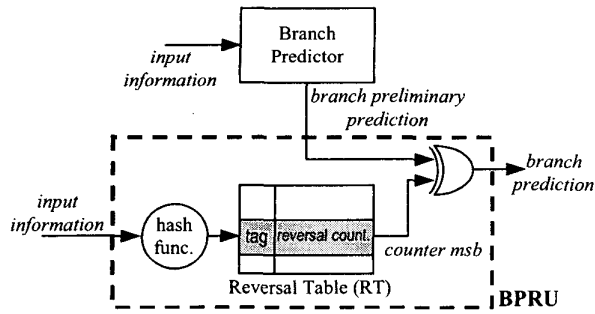 Branch
Predictor
input
information
branch preliminary
prediction
branch
prediction
input
information
hash
func.
tag
reversal count.
counter msb
Reversal Table (RT)
BPRU